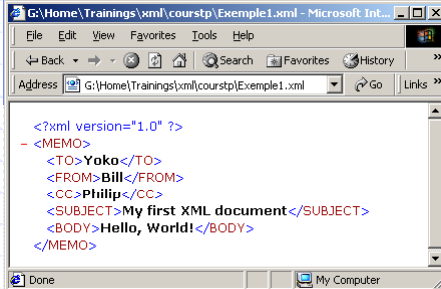 G:\Home\Trainings\xml\courstp\Exemple1.xml - Microsoft Int...
File Edit View Favorites Tools Help
Back Search Favorites History »
Address G:\Home\Trainings\xml\courstp\Exemple1.xml Go Links »
<?xml version="1.0" ?>
- <MEMO>
<TO>Yoko</TO>
<FROM>Bill</FROM>
<CC>Philip</CC>
<SUBJECT>My first XML document</SUBJECT>
<BODY>Hello, World!</BODY>
</MEMO>
Done My Computer